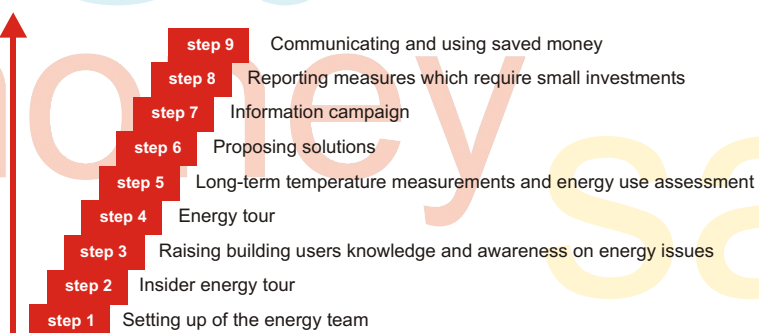 step 9 Communicating and using saved money
step 8 Reporting measures which require small investments
step 7 Information campaign
step 6 Proposing solutions
step 5 Long-term temperature measurements and energy use assessment
step 4 Energy tour
step 3 Raising building users knowledge and awareness on energy issues
step 2 Insider energy tour
step 1 Setting up of the energy team